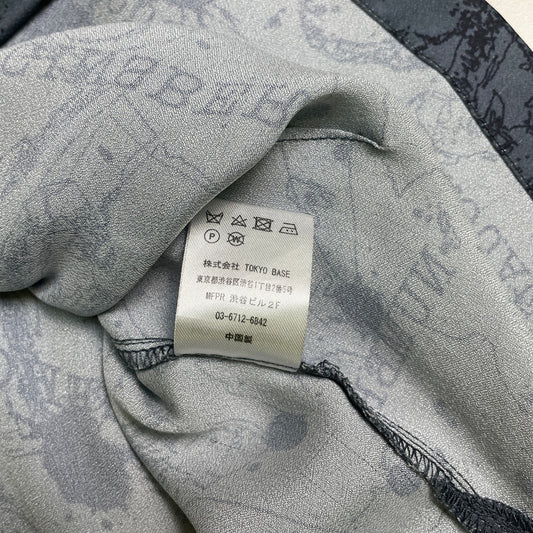 CARIBBEE
P
W
株式会社 TOKYO BASE
東京都渋谷区渋谷1丁目2番5号
MFPR 渋谷ビル2F
03-6712-6842
中国製